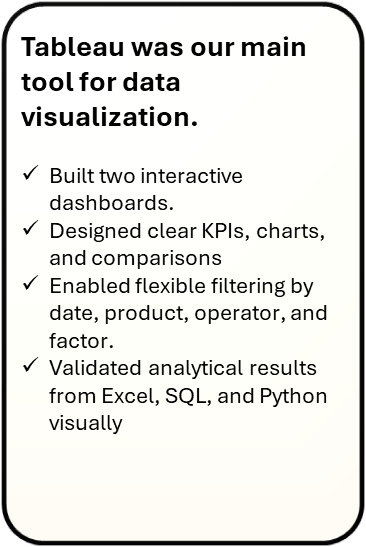 Tableau was our main
tool for data
visualization.
✓ Built two interactive
dashboards.
✓ Designed clear KPIs, charts,
and comparisons
✓ Enabled flexible filtering by
date, product, operator, and
factor.
✓ Validated analytical results
from Excel, SQL, and Python
visually